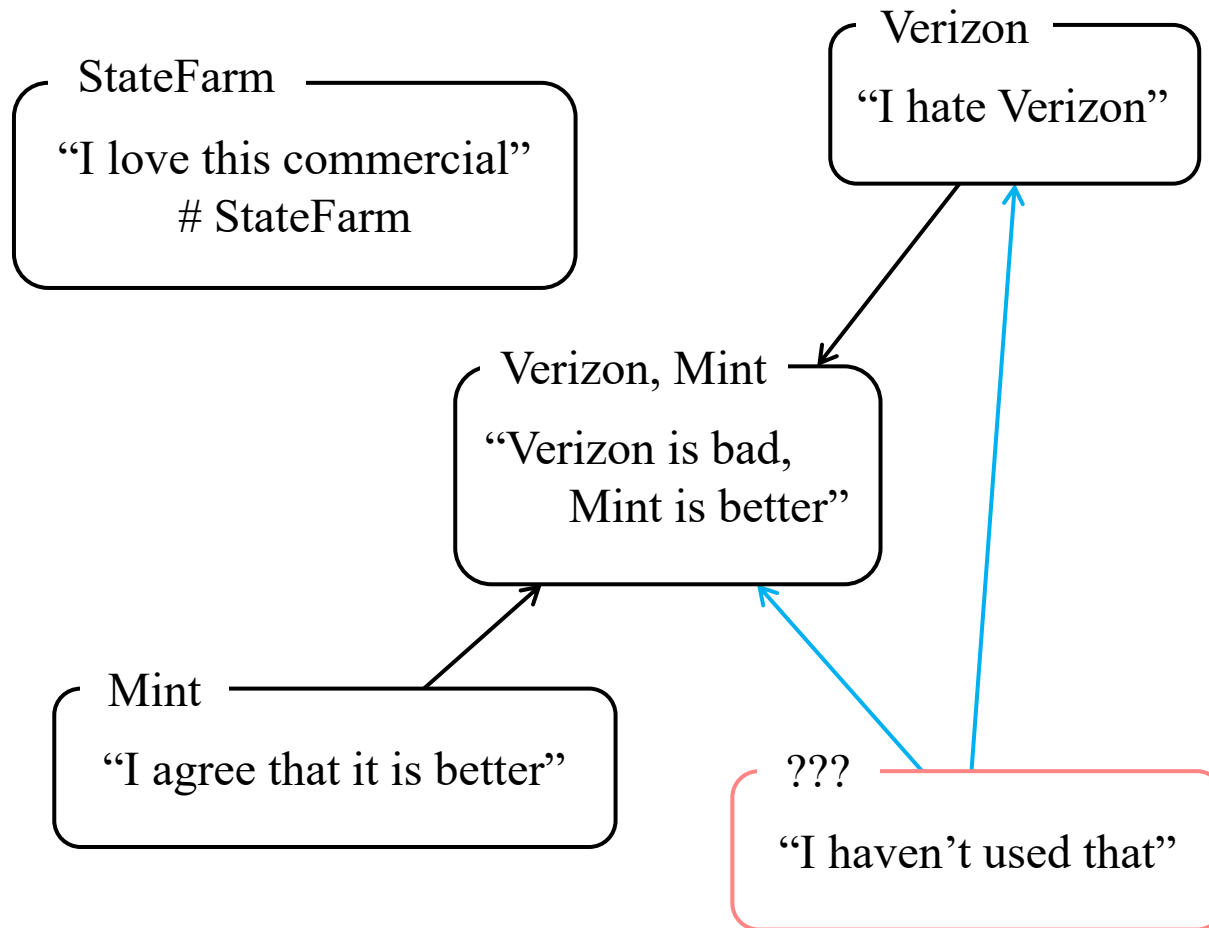 Verizon
“I hate Verizon”
StateFarm
“I love this commercial”
# StateFarm
Verizon, Mint
“Verizon is bad,
Mint is better”
Mint
“I agree that it is better”
???
“I haven’t used that”